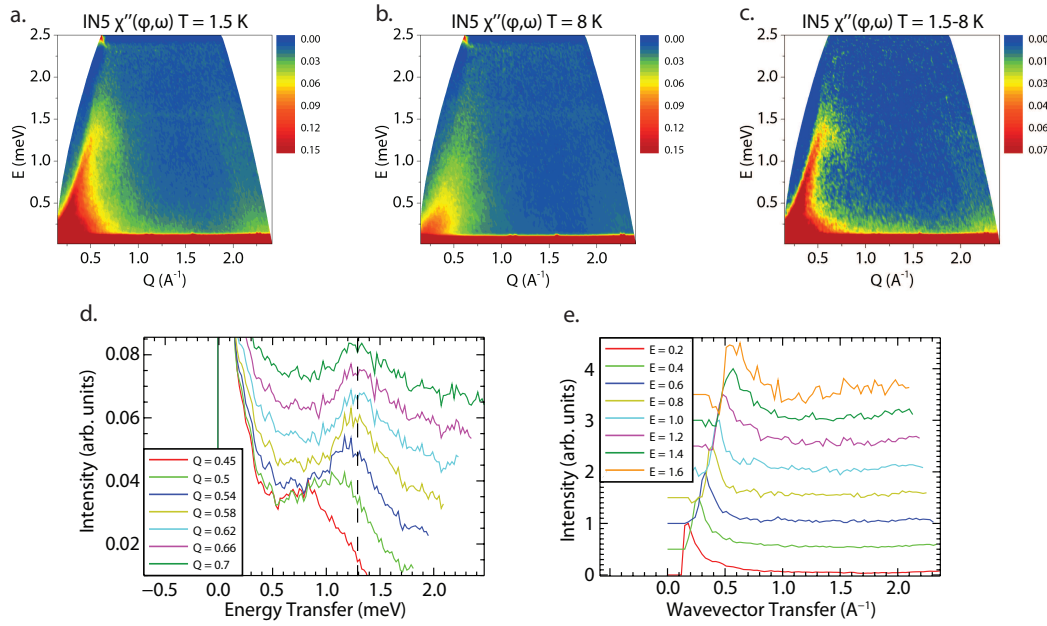 a.
IN5 χ′′(φ,ω) T = 1.5 K
2.5
2.0
1.5
1.0
0.5
E (meV)
0.5
1.0
1.5
2.0
Q (A⁻¹)
0.00
0.03
0.06
0.09
0.12
0.15
b.
IN5 χ′′(φ,ω) T = 8 K
2.5
2.0
1.5
1.0
0.5
E (meV)
0.5
1.0
1.5
2.0
Q (A⁻¹)
0.00
0.03
0.06
0.09
0.12
0.15
c.
IN5 χ′′(φ,ω) T = 1.5-8 K
2.5
2.0
1.5
1.0
0.5
E (meV)
0.5
1.0
1.5
2.0
Q (A⁻¹)
0.00
0.01
0.03
0.04
0.06
0.07
d.
0.08
0.06
0.04
0.02
Intensity (arb. units)
Q = 0.45
Q = 0.5
Q = 0.54
Q = 0.58
Q = 0.62
Q = 0.66
Q = 0.7
−0.5
0.0
0.5
1.0
1.5
2.0
Energy Transfer (meV)
e.
4
3
2
1
0
Intensity (arb. units)
E = 0.2
E = 0.4
E = 0.6
E = 0.8
E = 1.0
E = 1.2
E = 1.4
E = 1.6
−0.5
0.0
0.5
1.0
1.5
2.0
Wavevector Transfer (A⁻¹)